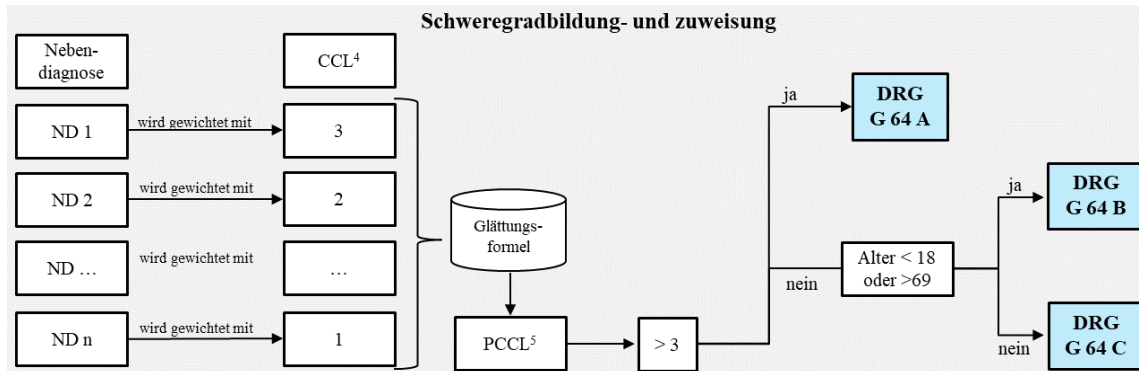 Schweregradbildung- und zuweisung
Neben-
diagnose
CCL⁴
ND 1
wird gewichtet mit
3
ND 2
wird gewichtet mit
2
ND …
wird gewichtet mit
…
ND n
wird gewichtet mit
1
Glättungs-
formel
PCCL⁵
> 3
ja
DRG
G 64 A
nein
Alter < 18
oder >69
ja
DRG
G 64 B
nein
DRG
G 64 C